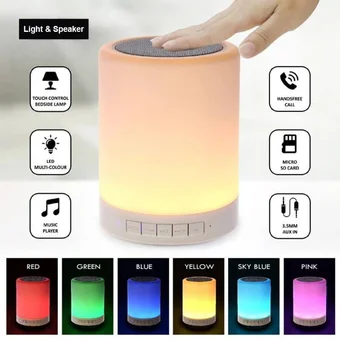 Light & Speaker
TOUCH CONTROL
BEDSIDE LAMP
HANDSFREE
CALL
LED
MULTI-COLOUR
MICRO
SD CARD
MUSIC
PLAYER
3.5MM
AUX IN
RED
GREEN
BLUE
YELLOW
SKY BLUE
PINK